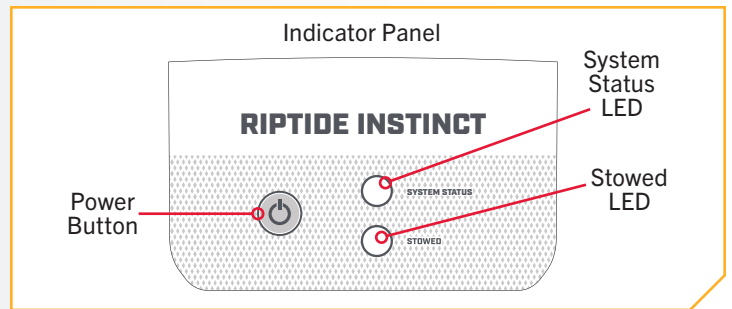 Indicator Panel
System
Status
LED
RIPTIDE INSTINCT
SYSTEM STATUS
Stowed
LED
Power
Button
STOWED